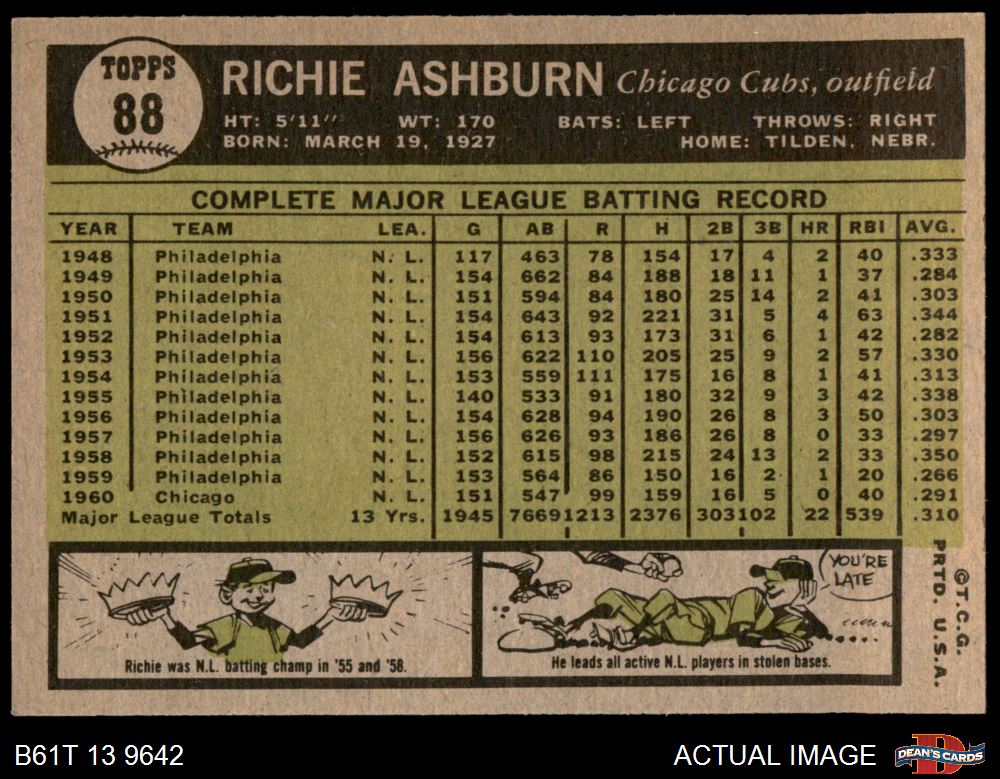 TOPPS
88
RICHIE ASHBURN Chicago Cubs, outfield
HT: 5'11" WT: 170 BATS: LEFT THROWS: RIGHT
BORN: MARCH 19, 1927 HOME: TILDEN, NEBR.
COMPLETE MAJOR LEAGUE BATTING RECORD
YEAR TEAM LEA. G AB R H 2B 3B HR RBI AVG.
1948 Philadelphia N. L. 117 463 78 154 17 4 2 40 .333
1949 Philadelphia N. L. 154 662 84 188 18 11 1 37 .284
1950 Philadelphia N. L. 151 594 84 180 25 14 2 41 .303
1951 Philadelphia N. L. 154 643 92 221 31 5 4 63 .344
1952 Philadelphia N. L. 154 613 93 173 31 6 1 42 .282
1953 Philadelphia N. L. 156 622 110 205 25 9 2 57 .330
1954 Philadelphia N. L. 153 559 111 175 16 8 1 41 .313
1955 Philadelphia N. L. 140 533 91 180 32 9 3 42 .338
1956 Philadelphia N. L. 154 628 94 190 26 8 3 50 .303
1957 Philadelphia N. L. 156 626 93 186 26 8 0 33 .297
1958 Philadelphia N. L. 152 615 98 215 24 13 2 33 .350
1959 Philadelphia N. L. 153 564 86 150 16 2 1 20 .266
1960 Chicago N. L. 151 547 99 159 16 5 0 40 .291
Major League Totals 13 Yrs. 1945 7669 1213 2376 303 102 22 539 .310
YOU'RE
LATE
Richie was N.L. batting champ in '55 and '58.
He leads all active N.L. players in stolen bases.
©T.C.G.
PRTD. U.S.A.
B61T 13 9642
ACTUAL IMAGE
D
DEAN'S CARDS